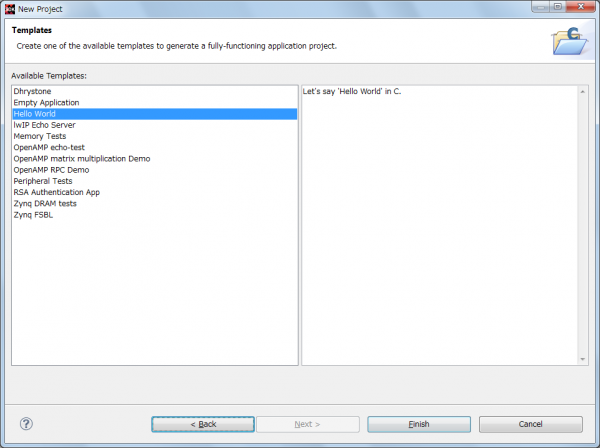 New Project
Templates
Create one of the available templates to generate a fully-functioning application project.
Available Templates:
Dhrystone
Empty Application
Hello World
lwIP Echo Server
Memory Tests
OpenAMP echo-test
OpenAMP matrix multiplication Demo
OpenAMP RPC Demo
Peripheral Tests
RSA Authentication App
Zynq DRAM tests
Zynq FSBL
Let's say 'Hello World' in C.
?
< Back
Next >
Finish
Cancel